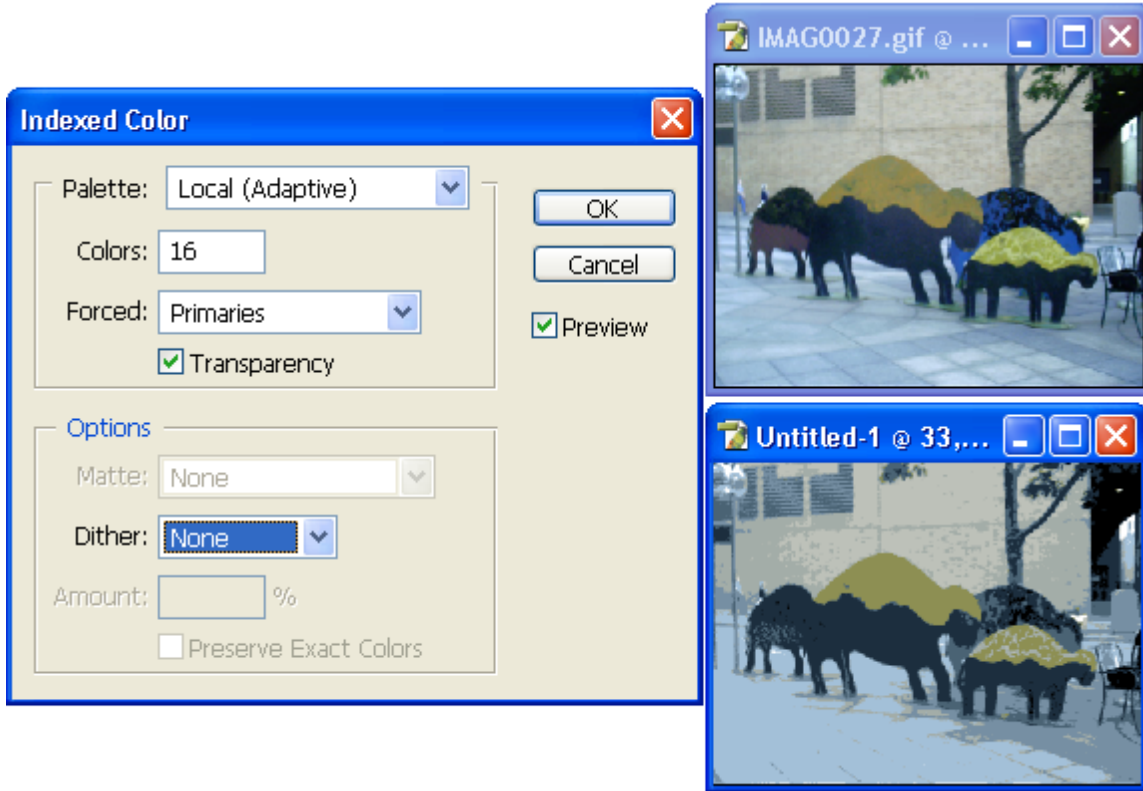 Indexed Color
Palette: Local (Adaptive)
Colors: 16
Forced: Primaries
Transparency
Options
Matte: None
Dither: None
Amount: %
Preserve Exact Colors
OK
Cancel
Preview
IMAG0027.gif @ ...
Untitled-1 @ 33,...